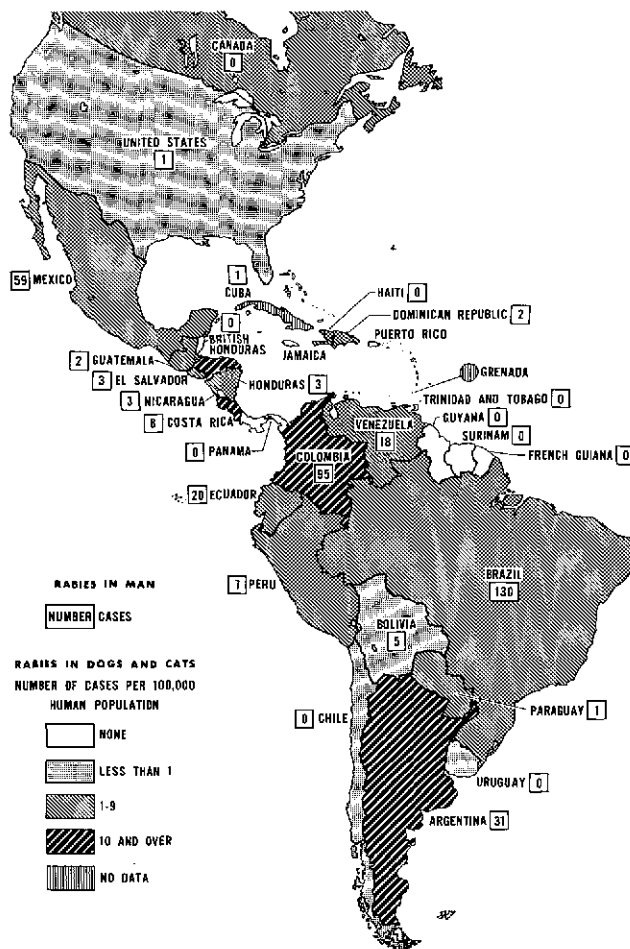 CANADA
0
UNITED STATES
1
59 MEXICO
1
CUBA
HAITI 0
DOMINICAN REPUBLIC 2
PUERTO RICO
0
BRITISH
HONDURAS
JAMAICA
2 GUATEMALA
3 EL SALVADOR
HONDURAS 3
3 NICARAGUA
8 COSTA RICA
0 PANAMA
GRENADA
TRINIDAD AND TOBAGO 0
VENEZUELA
18
GUYANA 0
SURINAM 0
FRENCH GUIANA 0
COLOMBIA
95
20 ECUADOR
PERU
BRAZIL
130
BOLIVIA
5
0 CHILE
PARAGUAY 1
URUGUAY 0
ARGENTINA 31
RABIES IN MAN
NUMBER CASES
RABIES IN DOGS AND CATS
NUMBER OF CASES PER 100,000
HUMAN POPULATION
NONE
LESS THAN 1
1-9
10 AND OVER
NO DATA